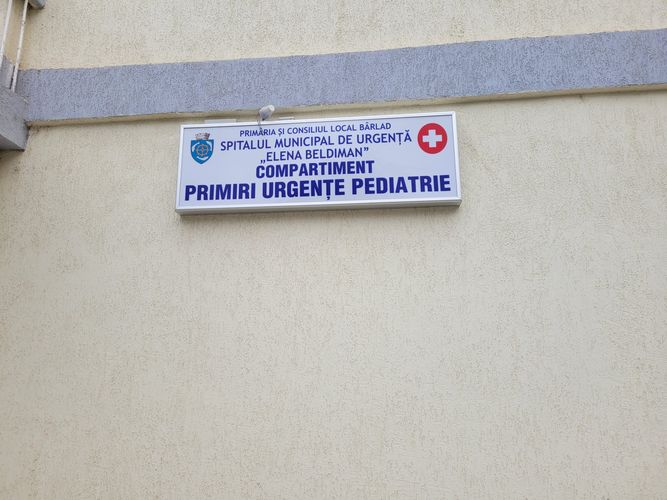 PRIMĂRIA ȘI CONSILIUL LOCAL BÂRLAD
SPITALUL MUNICIPAL DE URGENȚĂ
„ELENA BELDIMAN”
COMPARTIMENT
PRIMIRI URGENȚE PEDIATRIE